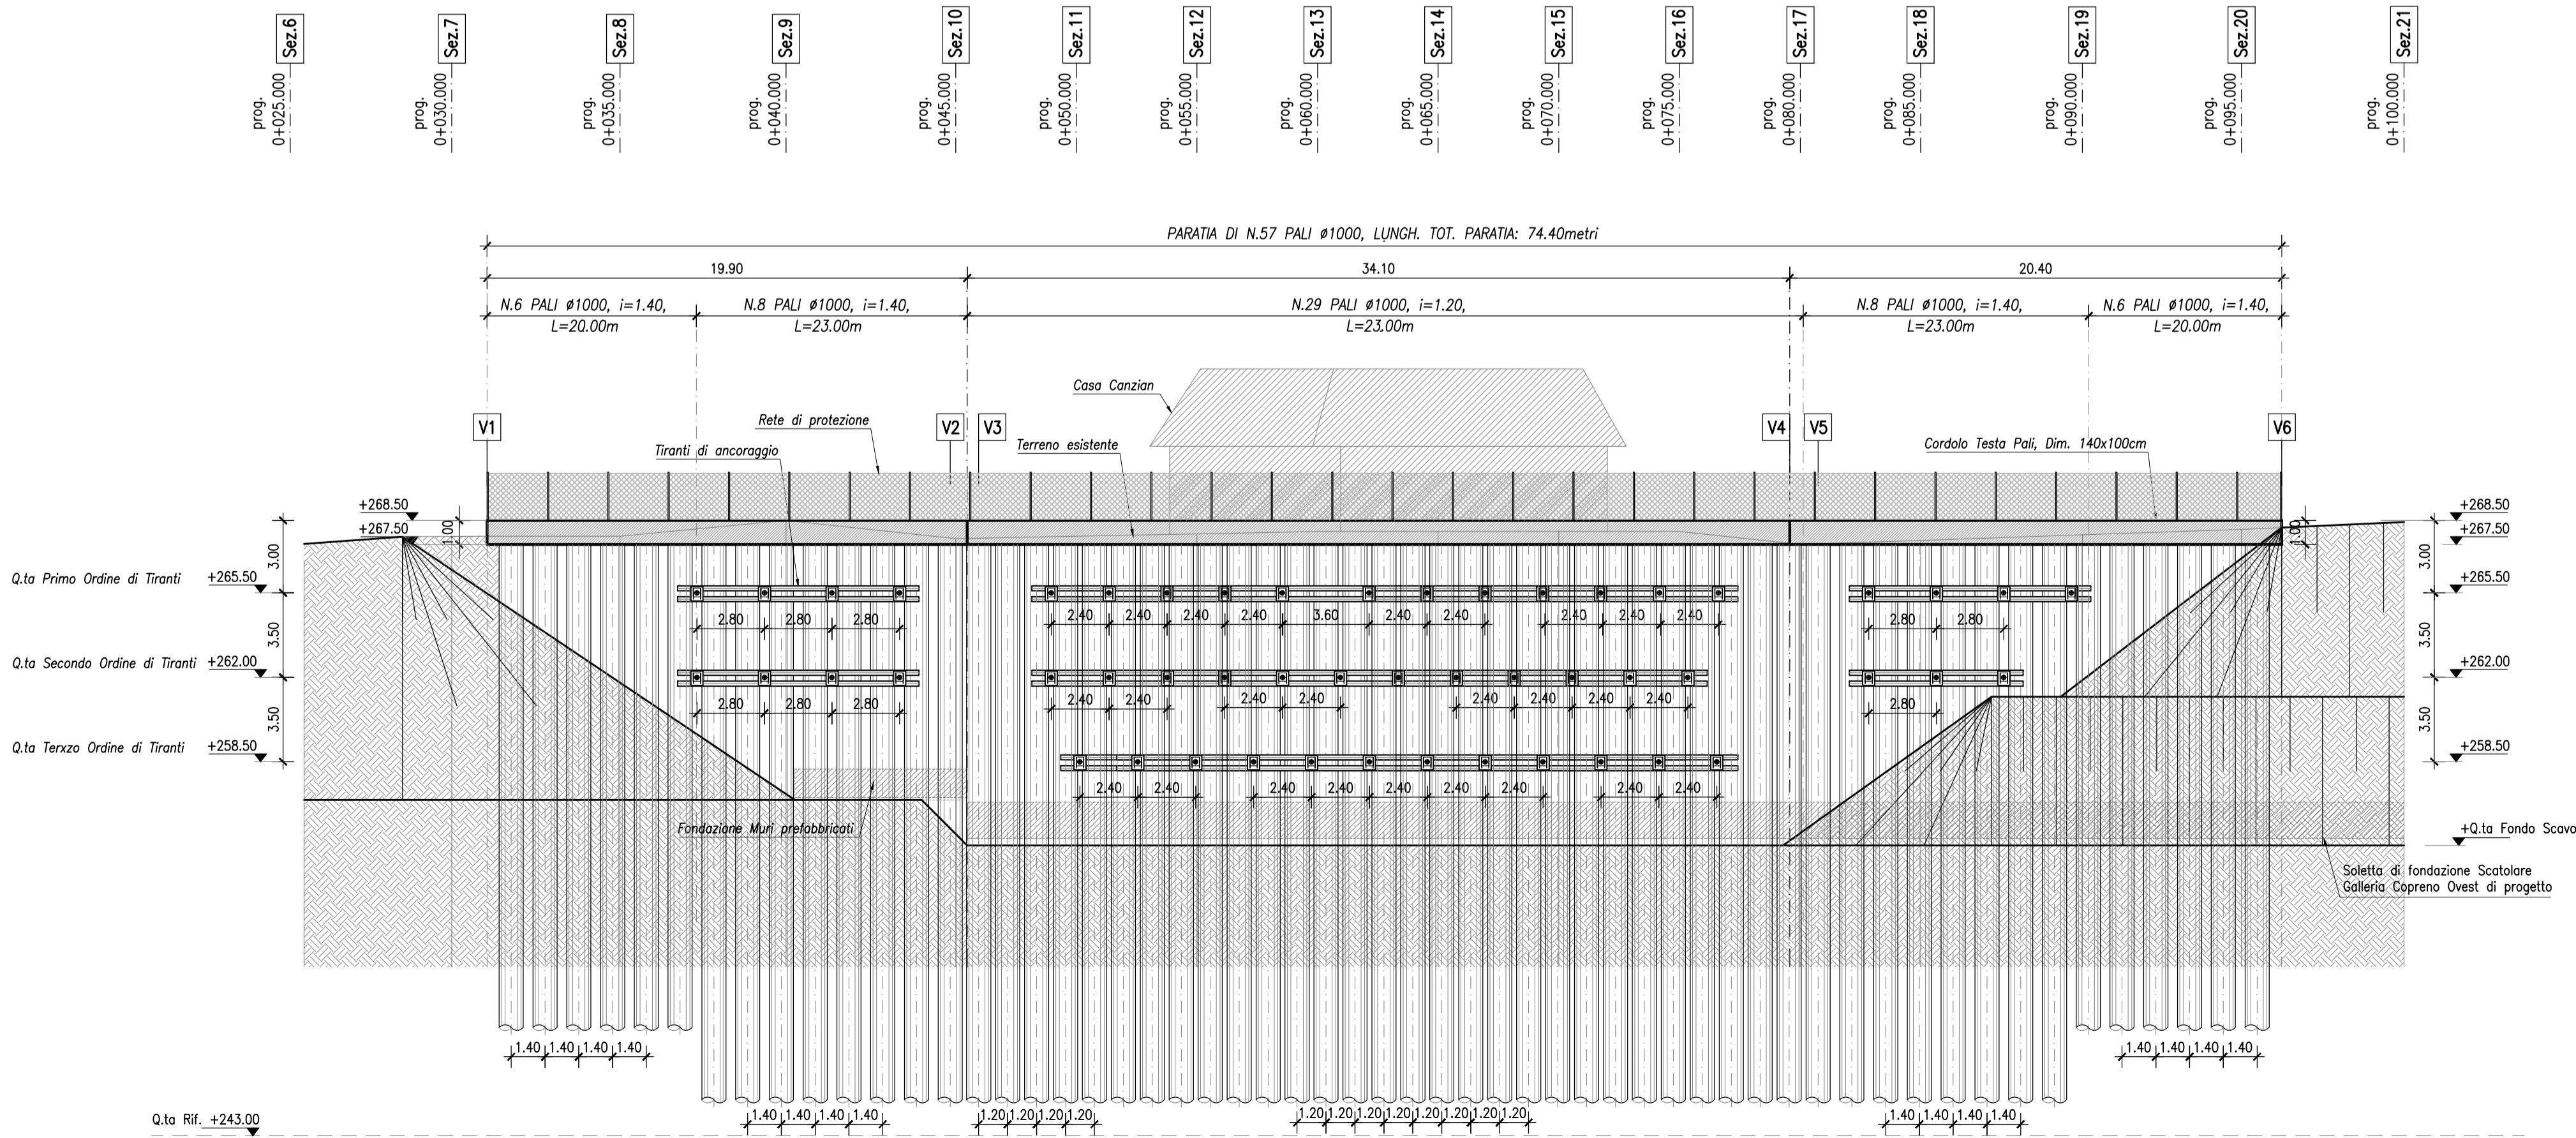 Sez.6
Sez.7
Sez.8
Sez.9
Sez.10
Sez.11
Sez.12
Sez.13
Sez.14
Sez.15
Sez.16
Sez.17
Sez.18
Sez.19
Sez.20
Sez.21
prog. 0+025.000
prog. 0+030.000
prog. 0+035.000
prog. 0+040.000
prog. 0+045.000
prog. 0+050.000
prog. 0+055.000
prog. 0+060.000
prog. 0+065.000
prog. 0+070.000
prog. 0+075.000
prog. 0+080.000
prog. 0+085.000
prog. 0+090.000
prog. 0+095.000
prog. 0+100.000
PARATIA DI N.57 PALI ø1000, LUNGH. TOT. PARATIA: 74.40metri
19.90
34.10
20.40
N.6 PALI ø1000, i=1.40,
L=20.00m
N.8 PALI ø1000, i=1.40,
L=23.00m
N.29 PALI ø1000, i=1.20,
L=23.00m
N.8 PALI ø1000, i=1.40,
L=23.00m
N.6 PALI ø1000, i=1.40,
L=20.00m
Casa Canzian
V1
Rete di protezione
V2
V3
V4
V5
V6
Tiranti di ancoraggio
Terreno esistente
Cordolo Testa Pali, Dim. 140x100cm
+268.50
+267.50
1.00
3.00
+268.50
+267.50
1.00
3.00
Q.ta Primo Ordine di Tiranti
+265.50
+265.50
2.80
2.80
2.80
2.40
2.40
2.40
2.40
3.60
2.40
2.40
2.40
2.40
2.40
2.80
2.80
3.50
3.50
Q.ta Secondo Ordine di Tiranti
+262.00
+262.00
2.80
2.80
2.80
2.40
2.40
2.40
2.40
2.40
2.40
2.40
2.40
2.80
3.50
3.50
Q.ta Terxzo Ordine di Tiranti
+258.50
+258.50
2.40
2.40
2.40
2.40
2.40
2.40
2.40
2.40
2.40
Fondazione Muri prefabbricati
+Q.ta Fondo Scavo
Soletta di fondazione Scatolare
Galleria Copreno Ovest di progetto
1.40
1.40
1.40
1.40
1.40
1.40
1.40
1.40
Q.ta Rif. +243.00
1.40
1.40
1.40
1.40
1.20
1.20
1.20
1.20
1.20
1.20
1.20
1.20
1.20
1.20
1.20
1.20
1.40
1.40
1.40
1.40